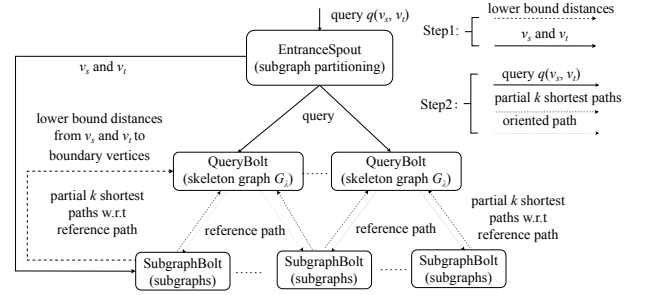 query q(vs, vt)
EntranceSpout
(subgraph partitioning)
Step1:
lower bound distances
vs and vt
Step2:
query q(vs, vt)
partial k shortest paths
oriented path
vs and vt
query
lower bound distances
from vs and vt to
boundary vertices
QueryBolt
(skeleton graph Gλ)
......
QueryBolt
(skeleton graph Gλ)
partial k shortest
paths w.r.t
reference path
reference path
reference path
partial k shortest
paths w.r.t
reference path
SubgraphBolt
(subgraphs)
......
SubgraphBolt
(subgraphs)
......
SubgraphBolt
(subgraphs)